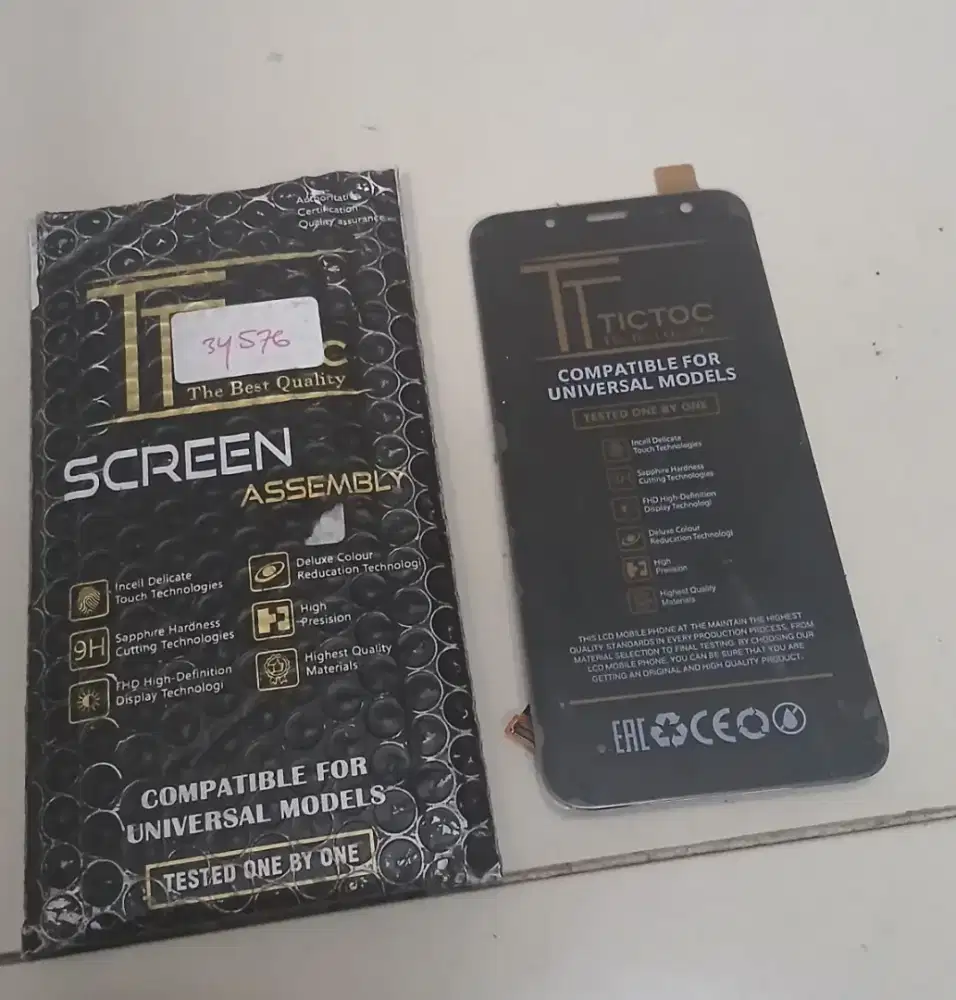 Authoritative
Certification
Quality assurance
34576
The Best Quality
SCREEN
ASSEMBLY
Incell Delicate
Touch Technologies
9H
Sapphire Hardness
Cutting Technologies
FHD High-Definition
Display Technologi
Deluxe Colour
Reducation Technologi
High
Presision
Highest Quality
Materials
COMPATIBLE FOR
UNIVERSAL MODELS
TESTED ONE BY ONE
TT
TICTOC
COMPATIBLE FOR
UNIVERSAL MODELS
TESTED ONE BY ONE
Incell Delicate
Touch Technologies
9H
Sapphire Hardness
Cutting Technologies
FHD High-Definition
Display Technologi
Deluxe Colour
Reducation Technologi
High
Presision
Highest Quality
Materials
THIS LCD MOBILE PHONE AT THE MAINTAIN THE HIGHEST
QUALITY STANDARDS IN EVERY PRODUCTION PROCESS, FROM
MATERIAL SELECTION TO FINAL TESTING. BY CHOOSING OUR
LCD MOBILE PHONE, YOU CAN BE SURE THAT YOU ARE
GETTING AN ORIGINAL AND HIGH QUALITY PRODUCT.
EAC CE